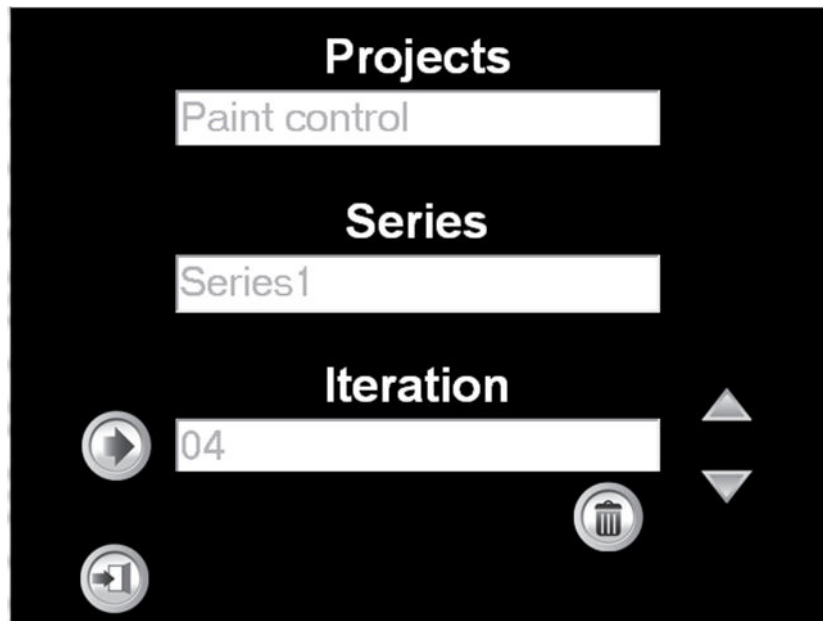 Projects
Paint control
Series
Series1
Iteration
04